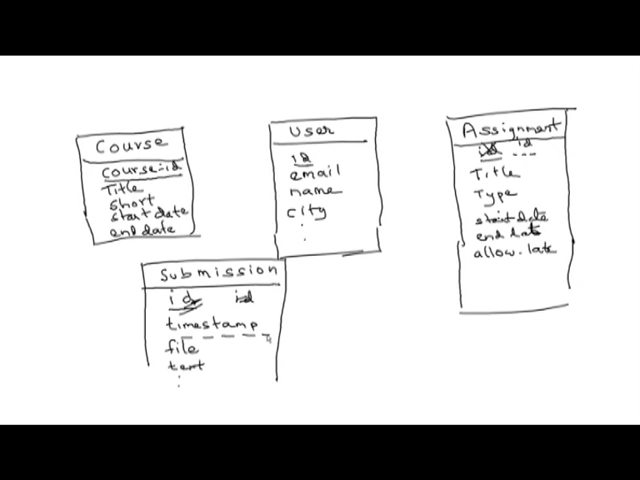 Course
course-id
Title
short
start date
end date
User
id
email
name
city
Assignment
id id
Title
Type
start date
end date
allow. late
Submission
id id
timestamp
file
text